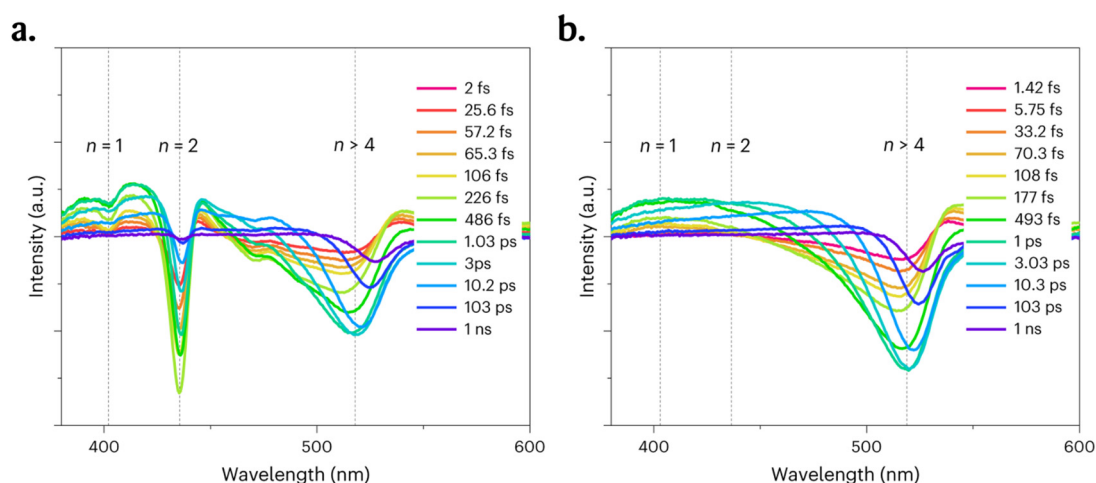 a.
Intensity (a.u.)
n = 1
n = 2
n > 4
2 fs
25.6 fs
57.2 fs
65.3 fs
106 fs
226 fs
486 fs
1.03 ps
3ps
10.2 ps
103 ps
1 ns
400
500
600
Wavelength (nm)
b.
Intensity (a.u.)
n = 1
n = 2
n > 4
1.42 fs
5.75 fs
33.2 fs
70.3 fs
108 fs
177 fs
493 fs
1 ps
3.03 ps
10.3 ps
103 ps
1 ns
400
500
600
Wavelength (nm)